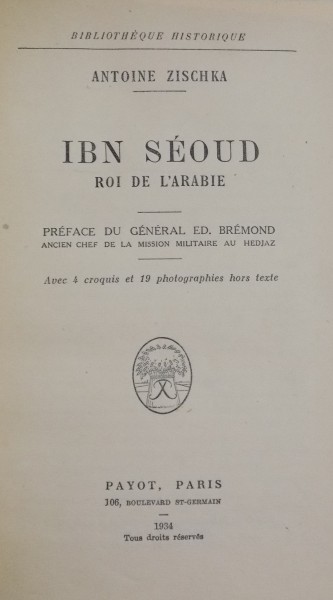 BIBLIOTHÈQUE HISTORIQUE
ANTOINE ZISCHKA
IBN SÉOUD
ROI DE L'ARABIE
PRÉFACE DU GÉNÉRAL ED. BRÉMOND
ANCIEN CHEF DE LA MISSION MILITAIRE AU HEDJAZ
Avec 4 croquis et 19 photographies hors texte
PAYOT, PARIS
106, BOULEVARD ST-GERMAIN
1934
Tous droits réservés